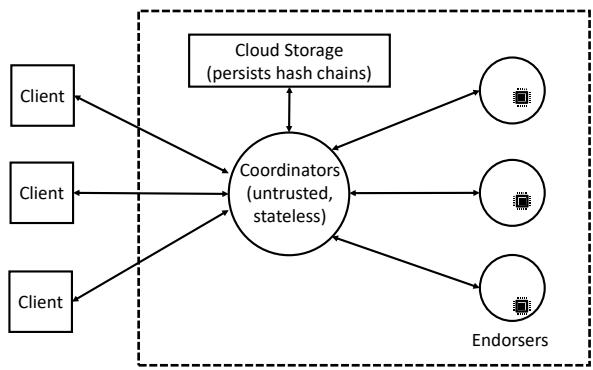 Cloud Storage
(persists hash chains)
Client
Client
Client
Coordinators
(untrusted,
stateless)
Endorsers